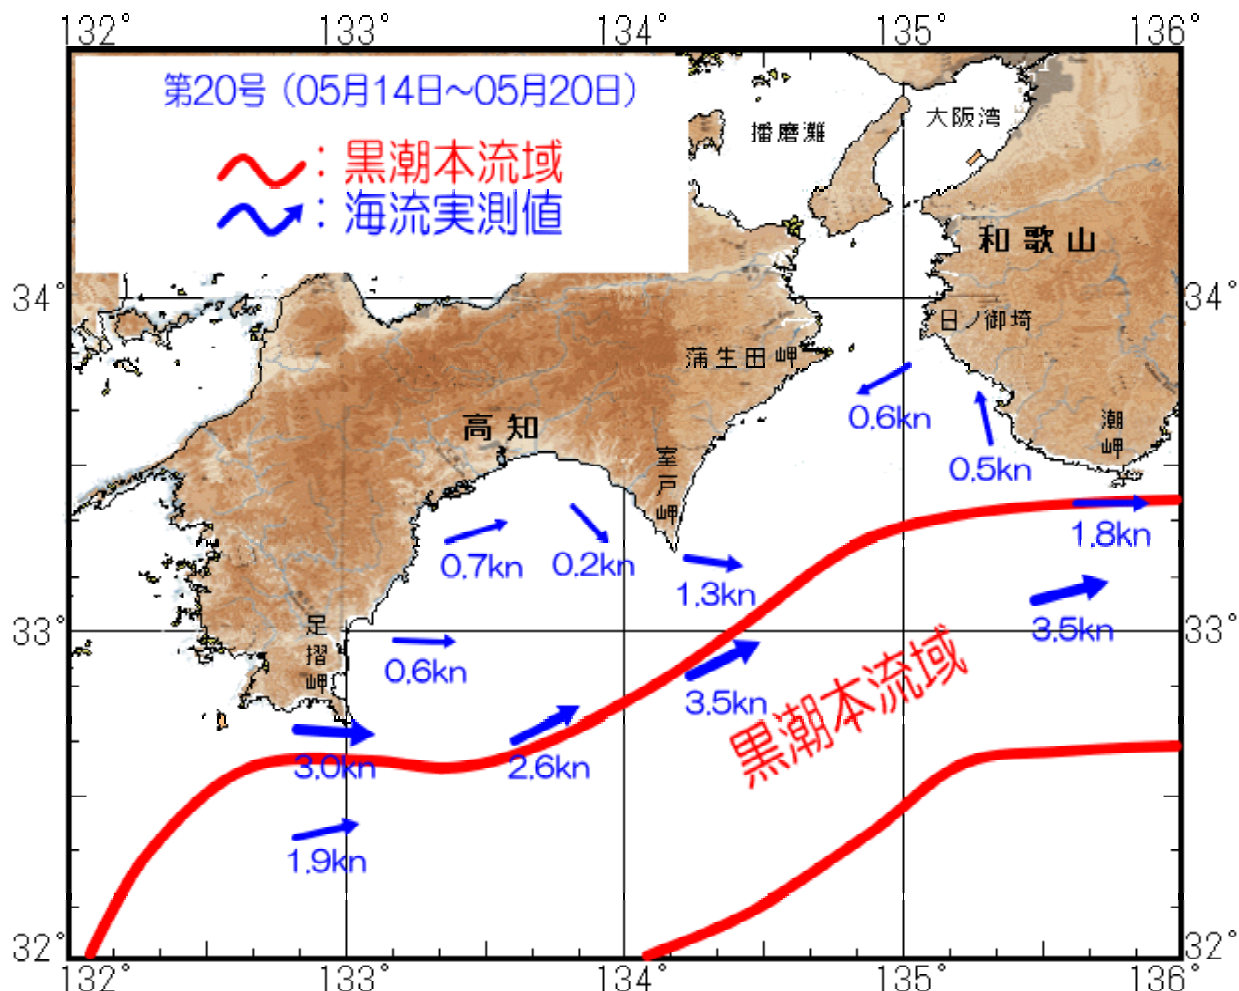 132° 133° 134° 135° 136°
第20号（05月14日～05月20日）
：黒潮本流域
：海流実測値
播磨灘
大阪湾
和歌山
34° 34°
日ノ御埼
蒲生田岬
0.6kn
高知
潮岬
室戸岬
0.5kn
1.8kn
0.7kn
0.2kn
1.3kn
3.5kn
33° 33°
足摺岬
0.6kn
3.5kn
黒潮本流域
3.0kn
2.6kn
1.9kn
32° 32°
132° 133° 134° 135° 136°